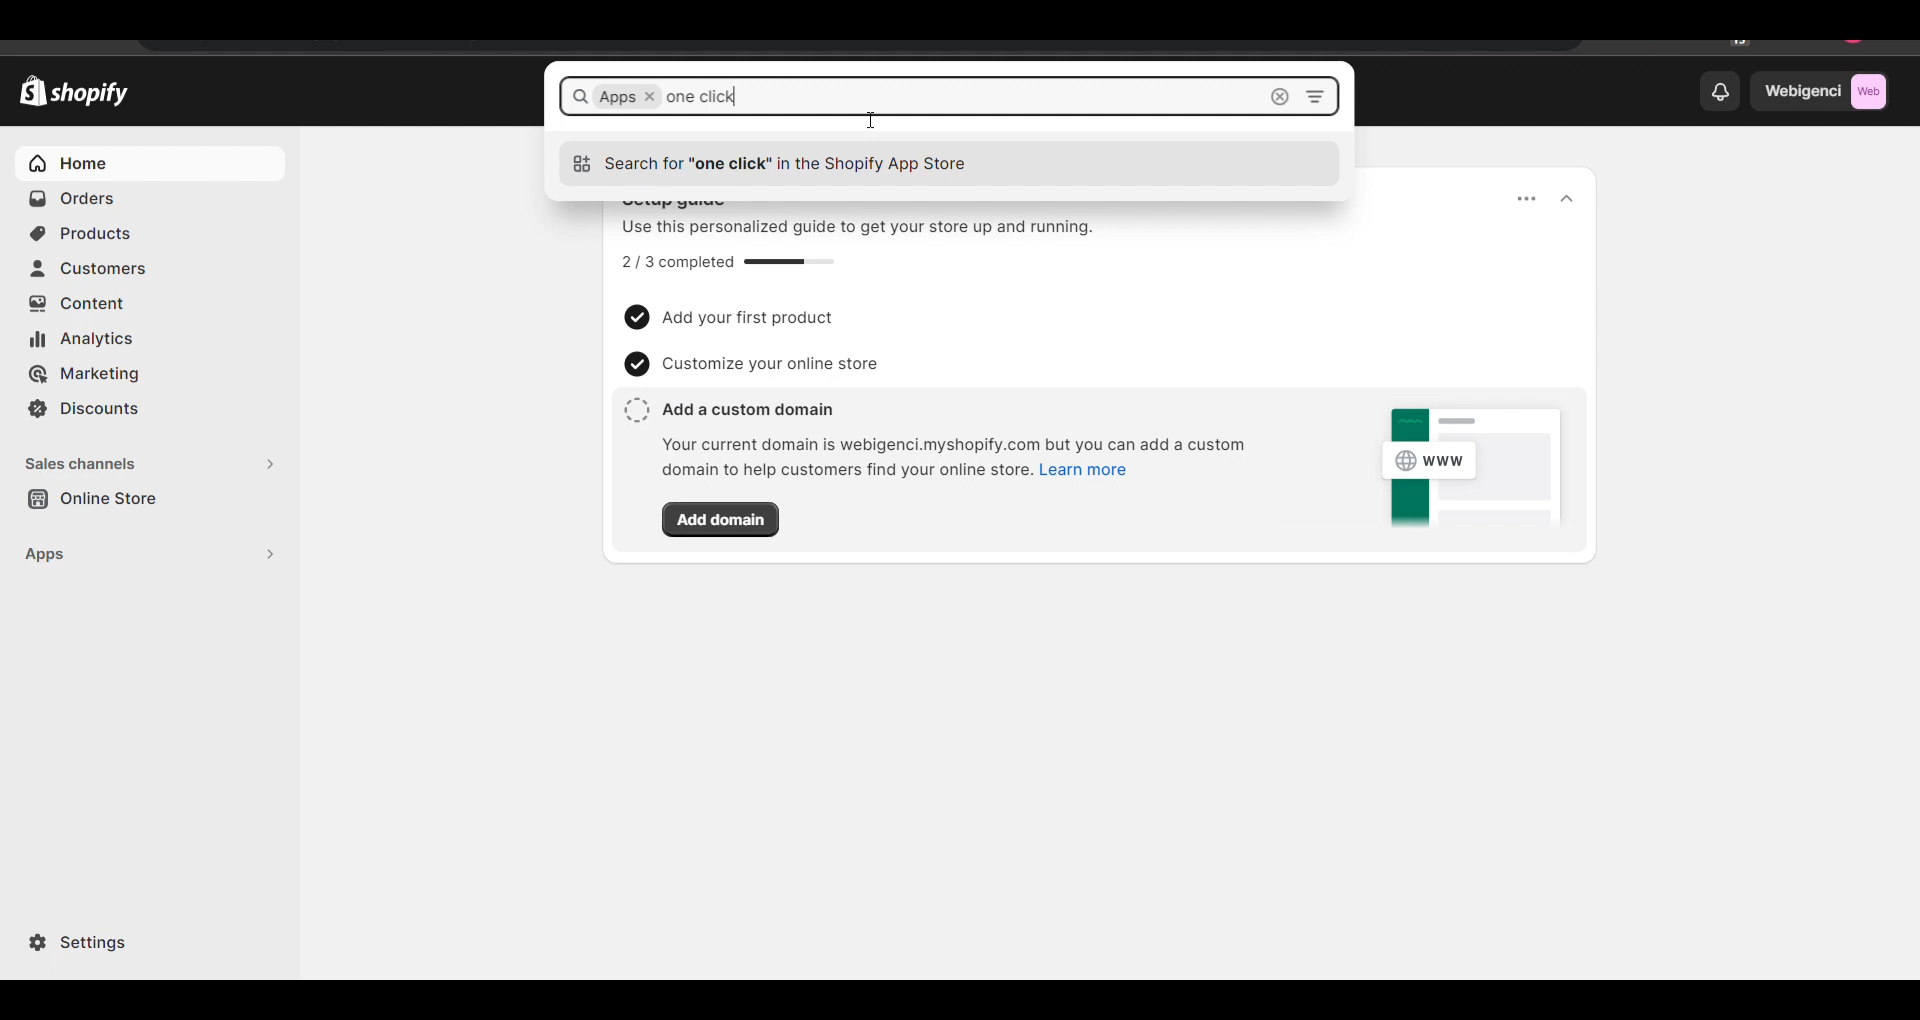 shopify
Apps one click
Webigenci Web
Search for "one click" in the Shopify App Store
Home
Orders
Products
Customers
Content
Analytics
Marketing
Discounts
Sales channels
Online Store
Apps
Settings
Setup guide
Use this personalized guide to get your store up and running.
2 / 3 completed
Add your first product
Customize your online store
Add a custom domain
Your current domain is webigenci.myshopify.com but you can add a custom
domain to help customers find your online store. Learn more
Add domain
www